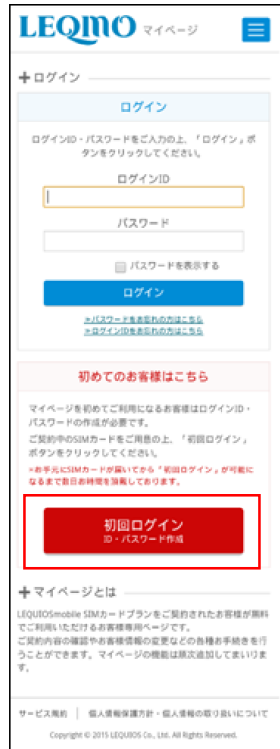 LEQMO マイページ
ログイン
ログイン
ログインID・パスワードをご入力の上、「ログイン」ボ
タンをクリックしてください。
ログインID
パスワード
パスワードを表示する
ログイン
>パスワードをお忘れの方はこちら
>ログインIDをお忘れの方はこちら
初めてのお客様はこちら
マイページを初めてご利用になるお客様はログインID・
パスワードの作成が必要です。
ご契約中のSIMカードをご用意の上、「初回ログイン」
ボタンをクリックしてください。
*お手元にSIMカードが届いてから「初回ログイン」が可能に
なるまで数日お時間を頂戴しております。
初回ログイン
ID・パスワード作成
マイページとは
LEQUIOSmobile SIMカードプランをご契約されたお客様が無料
でご利用いただけるお客様専用ページです。
ご契約内容の確認やお客様情報の変更などの各種お手続きを行
うことができます。マイページの機能は順次追加してまいりま
す。
サービス規約 | 個人情報保護方針・個人情報の取り扱いについて
Copyright © 2015 LEQUIOS Co., Ltd. All Rights Reserved.